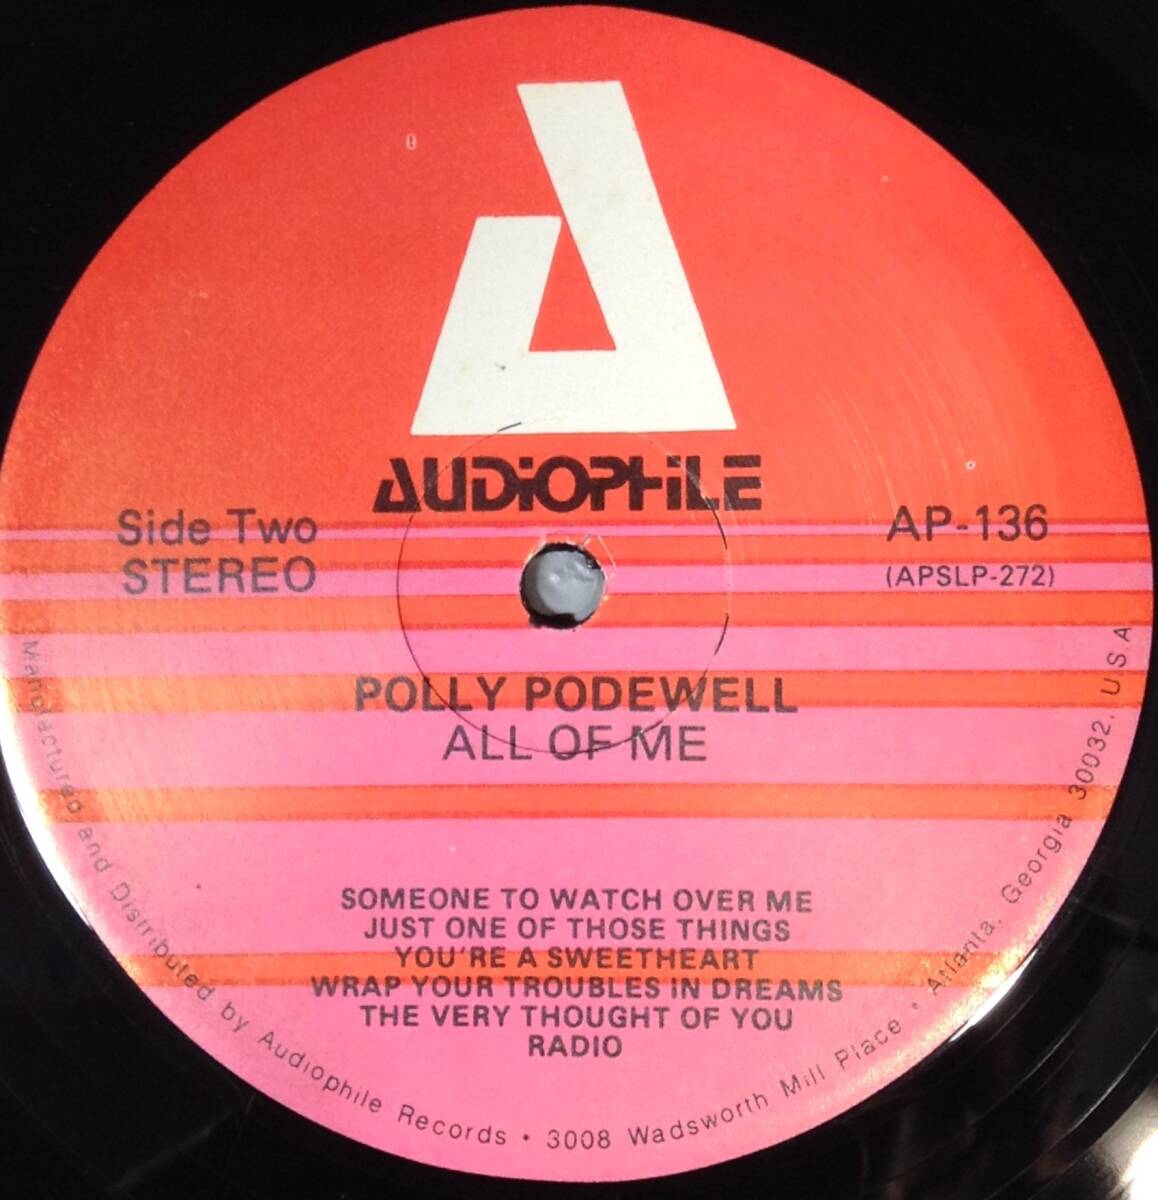 AUDIOPHILE
Side Two
STEREO
AP-136
(APSLP-272)
POLLY PODEWELL
ALL OF ME
SOMEONE TO WATCH OVER ME
JUST ONE OF THOSE THINGS
YOU'RE A SWEETHEART
WRAP YOUR TROUBLES IN DREAMS
THE VERY THOUGHT OF YOU
RADIO
Manufactured and Distributed by Audiophile Records • 3008 Wadsworth Mill Place • Atlanta, Georgia 30032, U S A